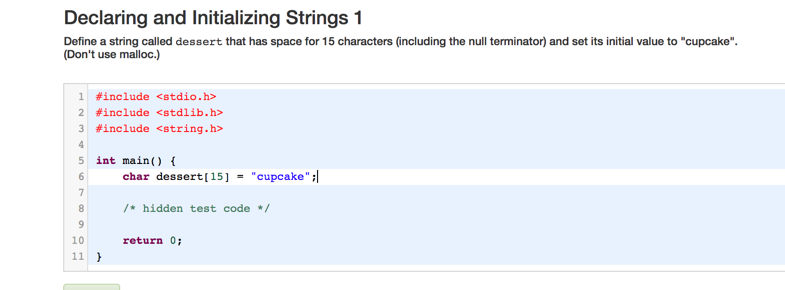 Declaring and Initializing Strings 1
Define a string called dessert that has space for 15 characters (including the null terminator) and set its initial value to "cupcake".
(Don't use malloc.)
1 #include <stdio.h>
2 #include <stdlib.h>
3 #include <string.h>
4
5 int main() {
6     char dessert[15] = "cupcake";
7
8     /* hidden test code */
9
10     return 0;
11 }